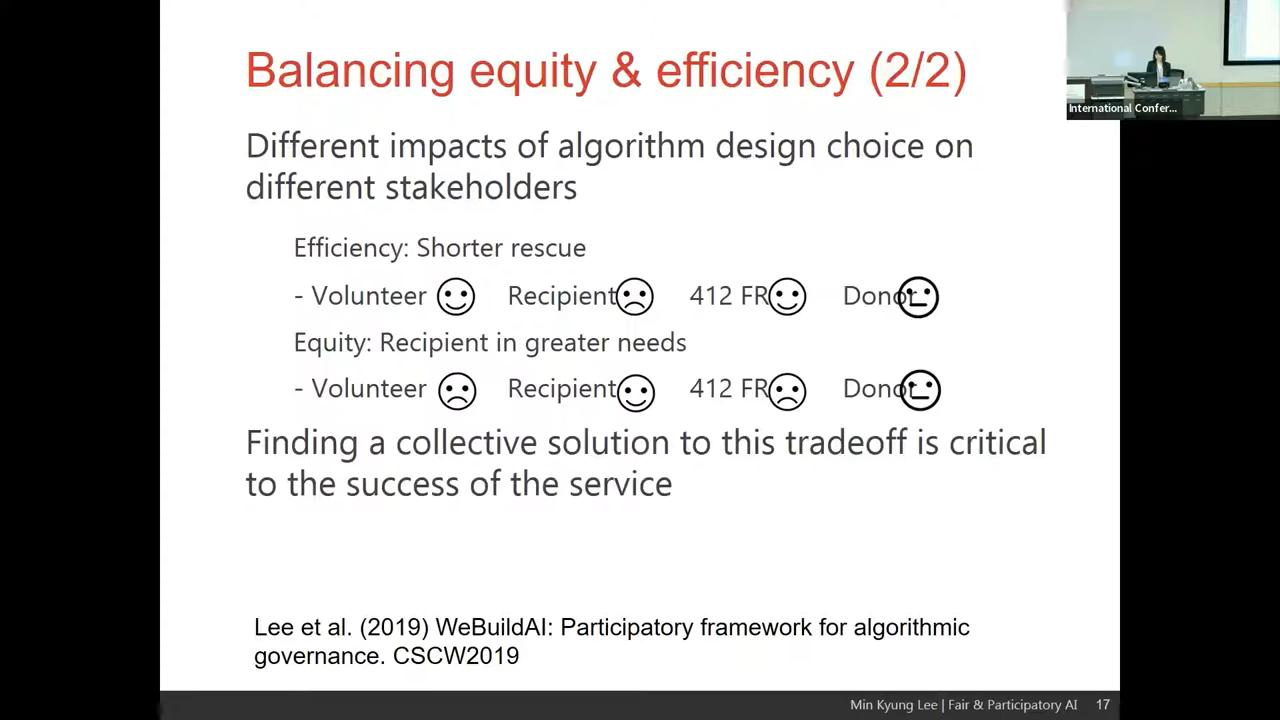 Balancing equity & efficiency (2/2)
International Confer...
Different impacts of algorithm design choice on
different stakeholders
Efficiency: Shorter rescue
- Volunteer Recipient 412 FR Donor
Equity: Recipient in greater needs
- Volunteer Recipient 412 FR Donor
Finding a collective solution to this tradeoff is critical
to the success of the service
Lee et al. (2019) WeBuildAI: Participatory framework for algorithmic
governance. CSCW2019
Min Kyung Lee | Fair & Participatory AI 17